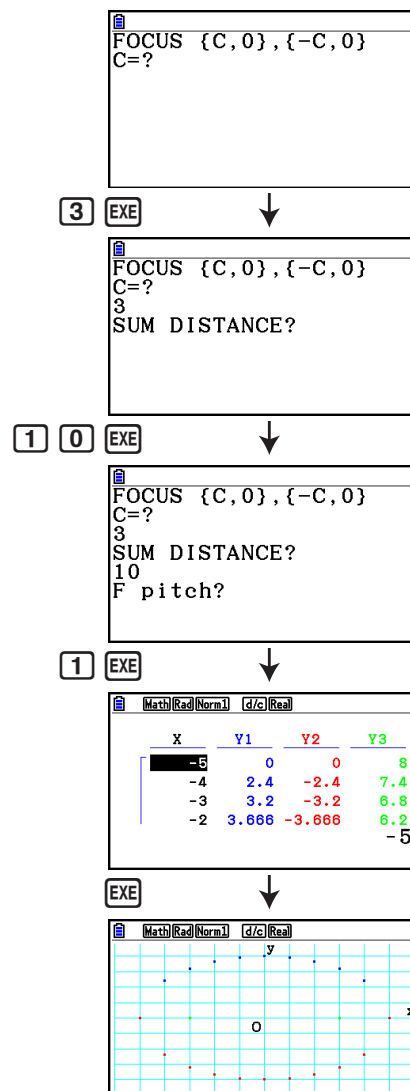 FOCUS {C,0},{-C,0}
C=?
3 EXE
FOCUS {C,0},{-C,0}
C=?
3
SUM DISTANCE?
1 0 EXE
FOCUS {C,0},{-C,0}
C=?
3
SUM DISTANCE?
10
F pitch?
1 EXE
Math Rad Norm1 d/c Real
X Y1 Y2 Y3
-5 0 0 8
-4 2.4 -2.4 7.4
-3 3.2 -3.2 6.8
-2 3.666 -3.666 6.2
-5
EXE
Math Rad Norm1 d/c Real
y
x
O